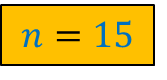 n = 15